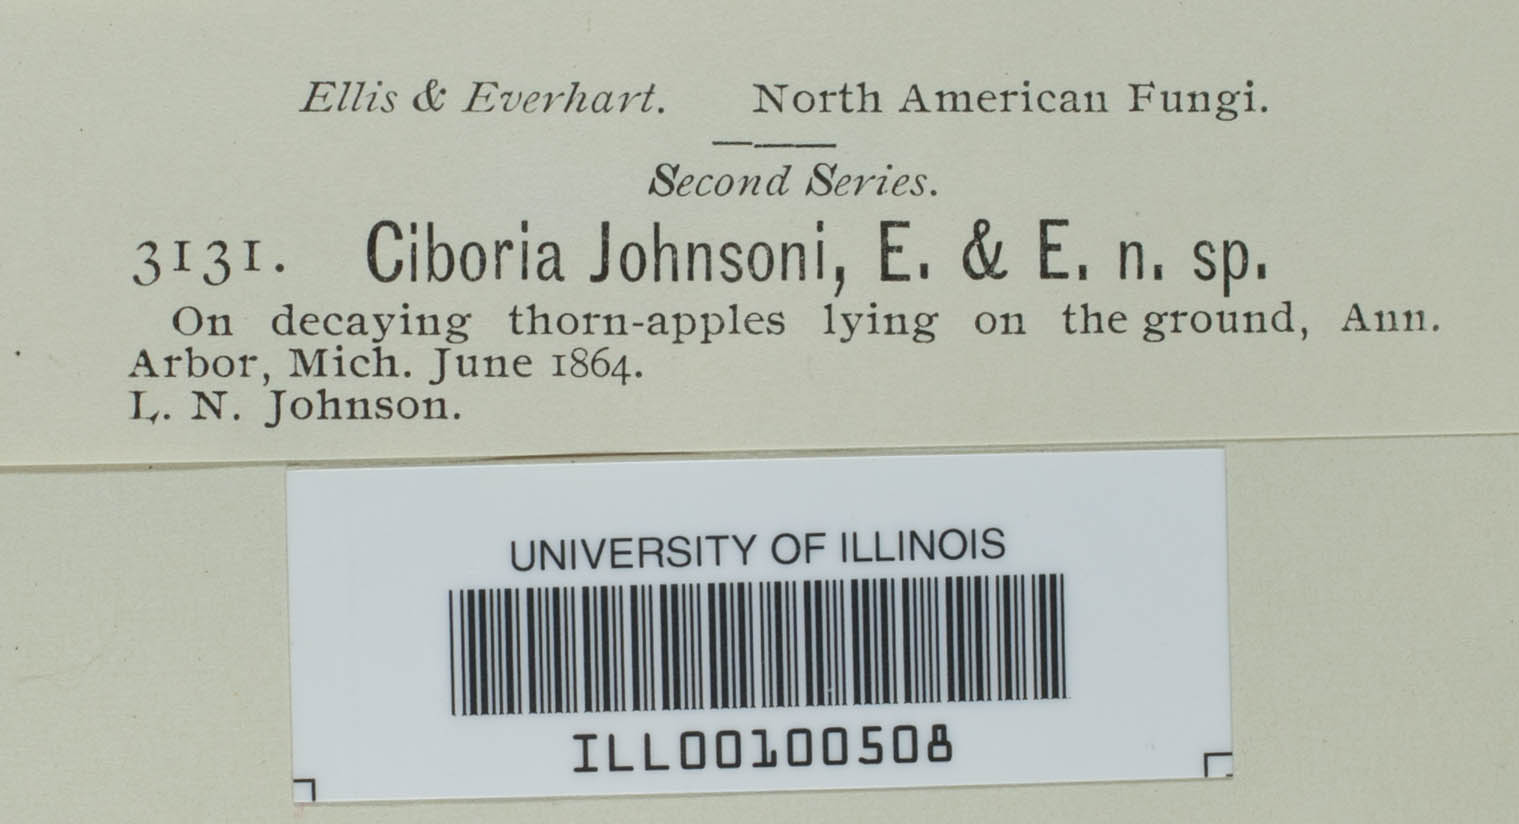 Ellis & Everhart. North American Fungi.
Second Series.
3131. Ciboria Johnsoni, E. & E. n. sp.
On decaying thorn-apples lying on the ground, Ann.
Arbor, Mich. June 1864.
L. N. Johnson.
UNIVERSITY OF ILLINOIS
ILL00100508